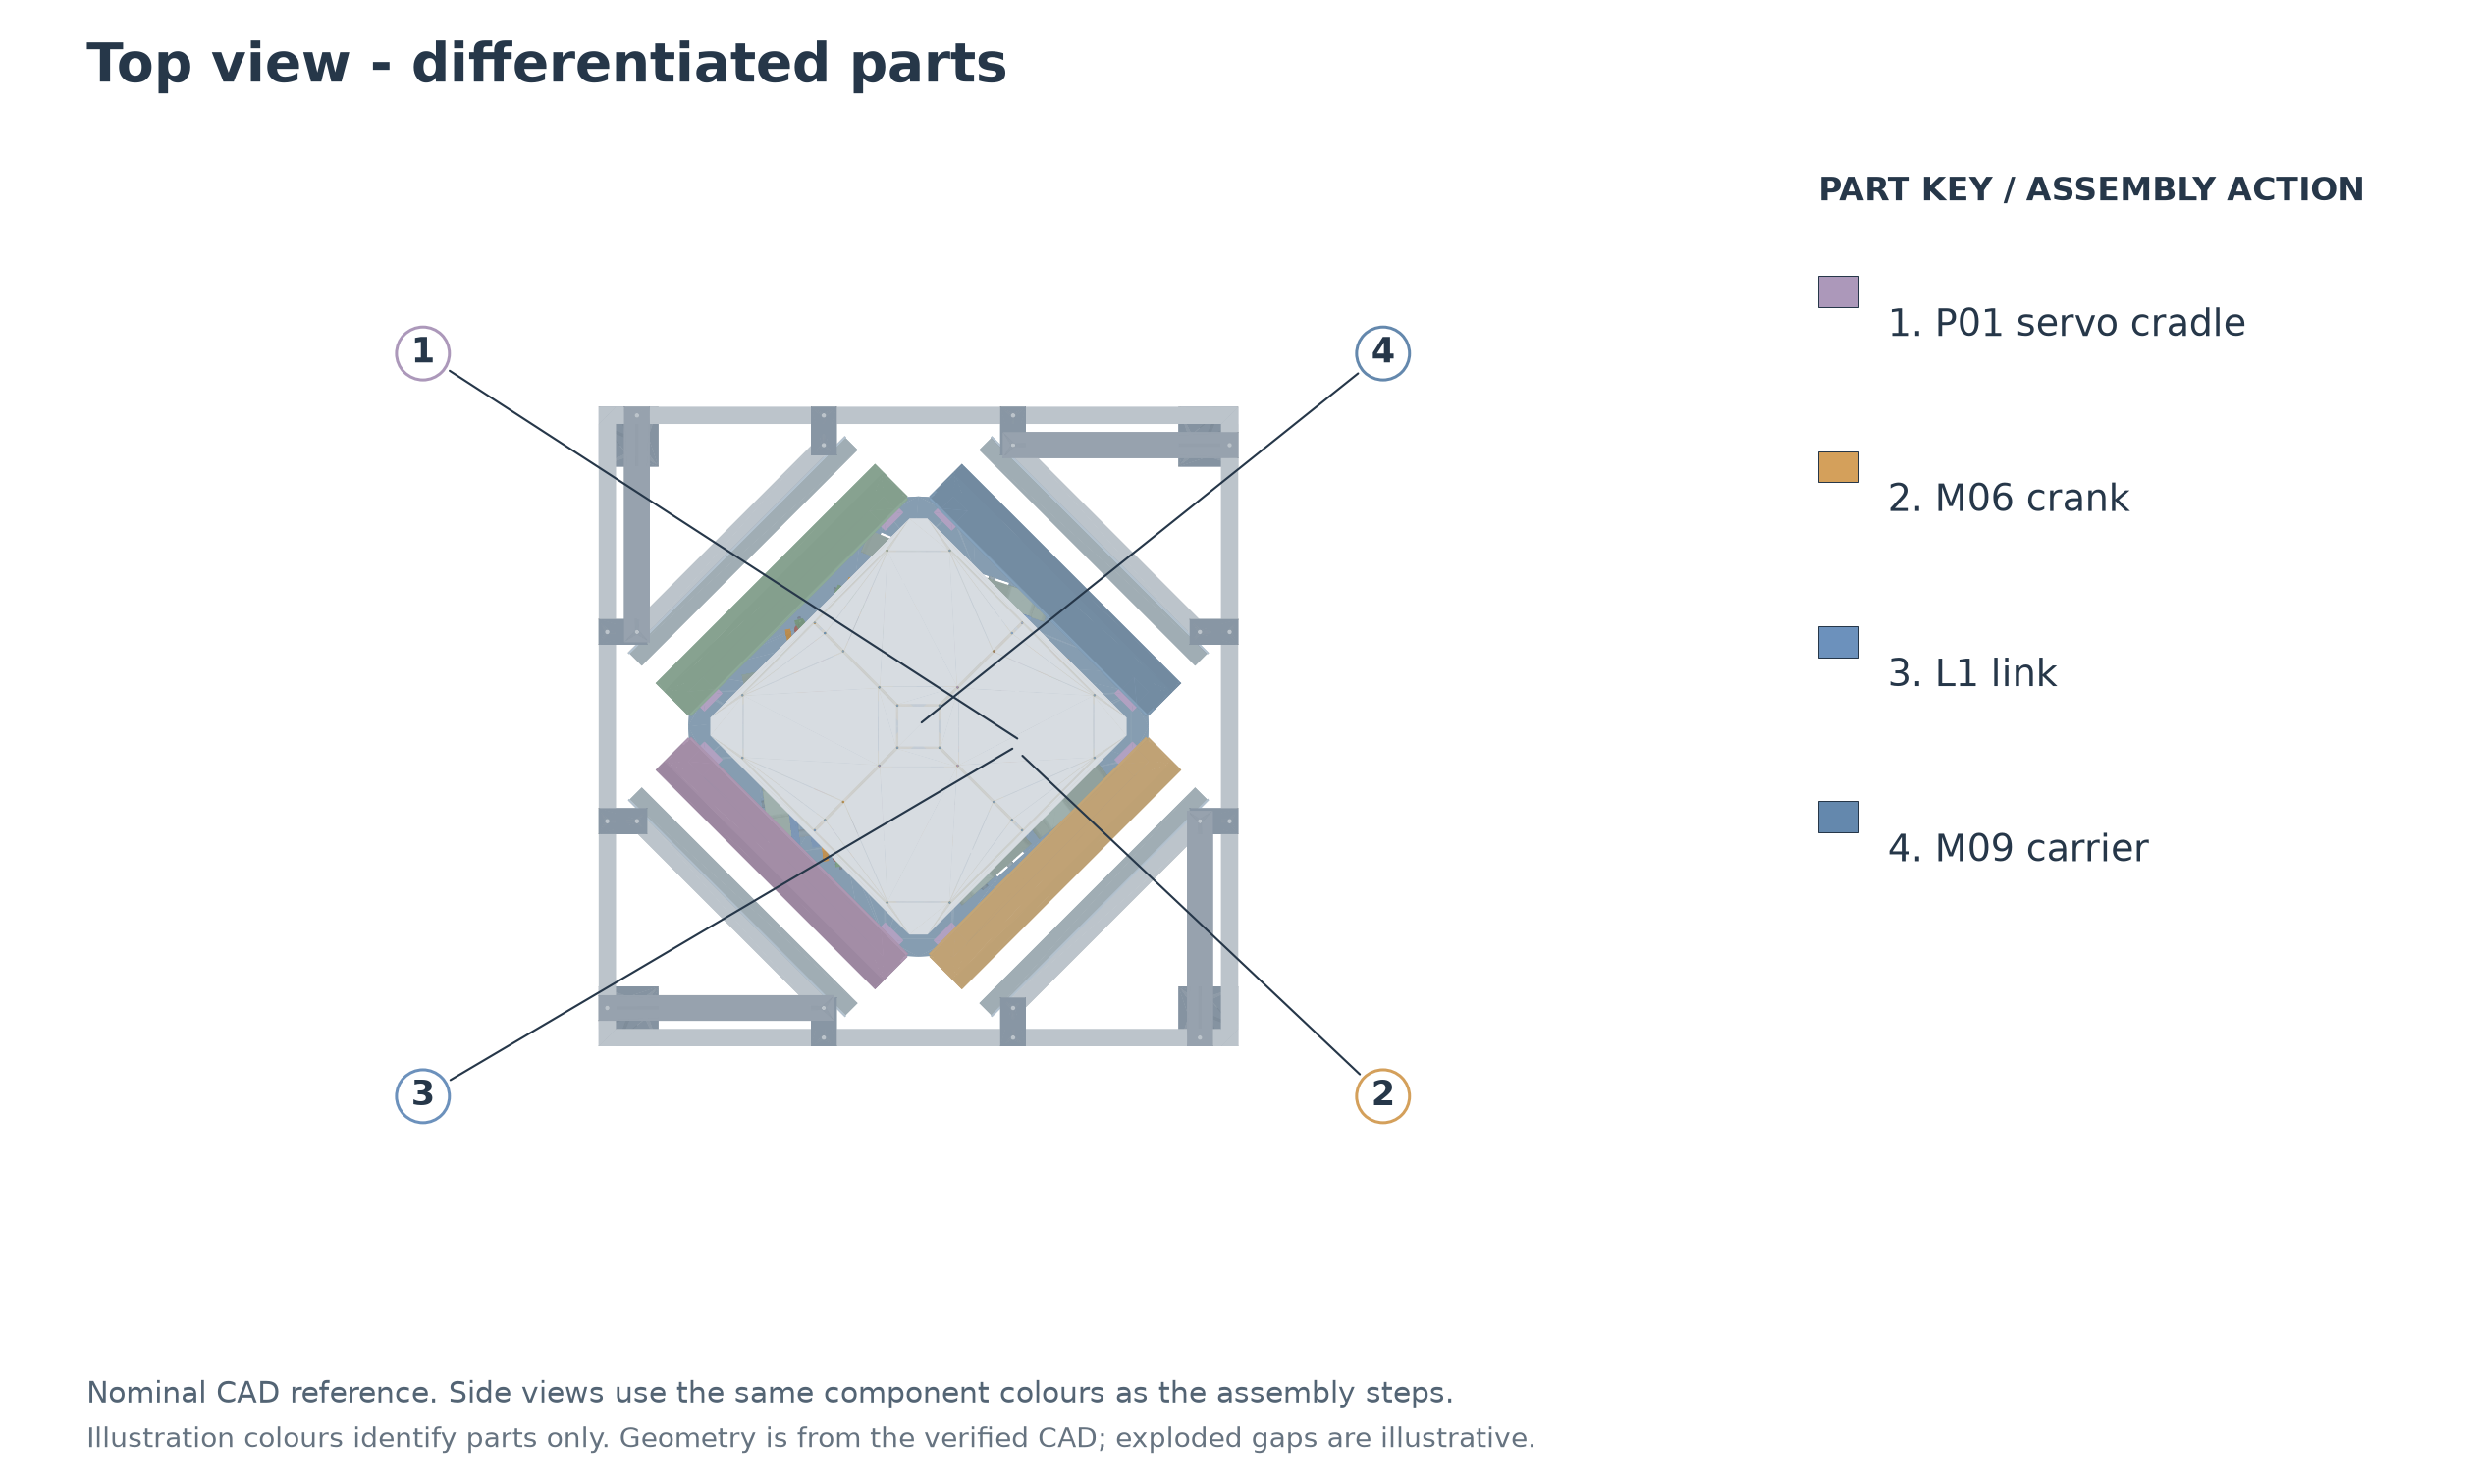 Top view - differentiated parts
PART KEY / ASSEMBLY ACTION
1. P01 servo cradle
2. M06 crank
3. L1 link
4. M09 carrier
1
4
3
2
Nominal CAD reference. Side views use the same component colours as the assembly steps.
Illustration colours identify parts only. Geometry is from the verified CAD; exploded gaps are illustrative.